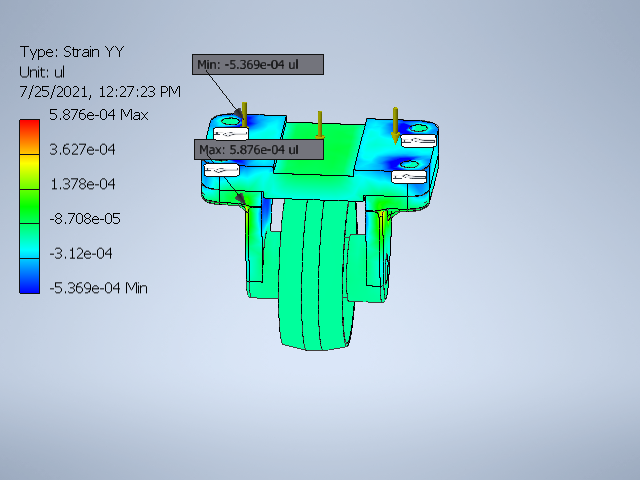 Type: Strain YY
Unit: ul
7/25/2021, 12:27:23 PM
5.876e-04 Max
3.627e-04
1.378e-04
-8.708e-05
-3.12e-04
-5.369e-04 Min
Min: -5.369e-04 ul
Max: 5.876e-04 ul